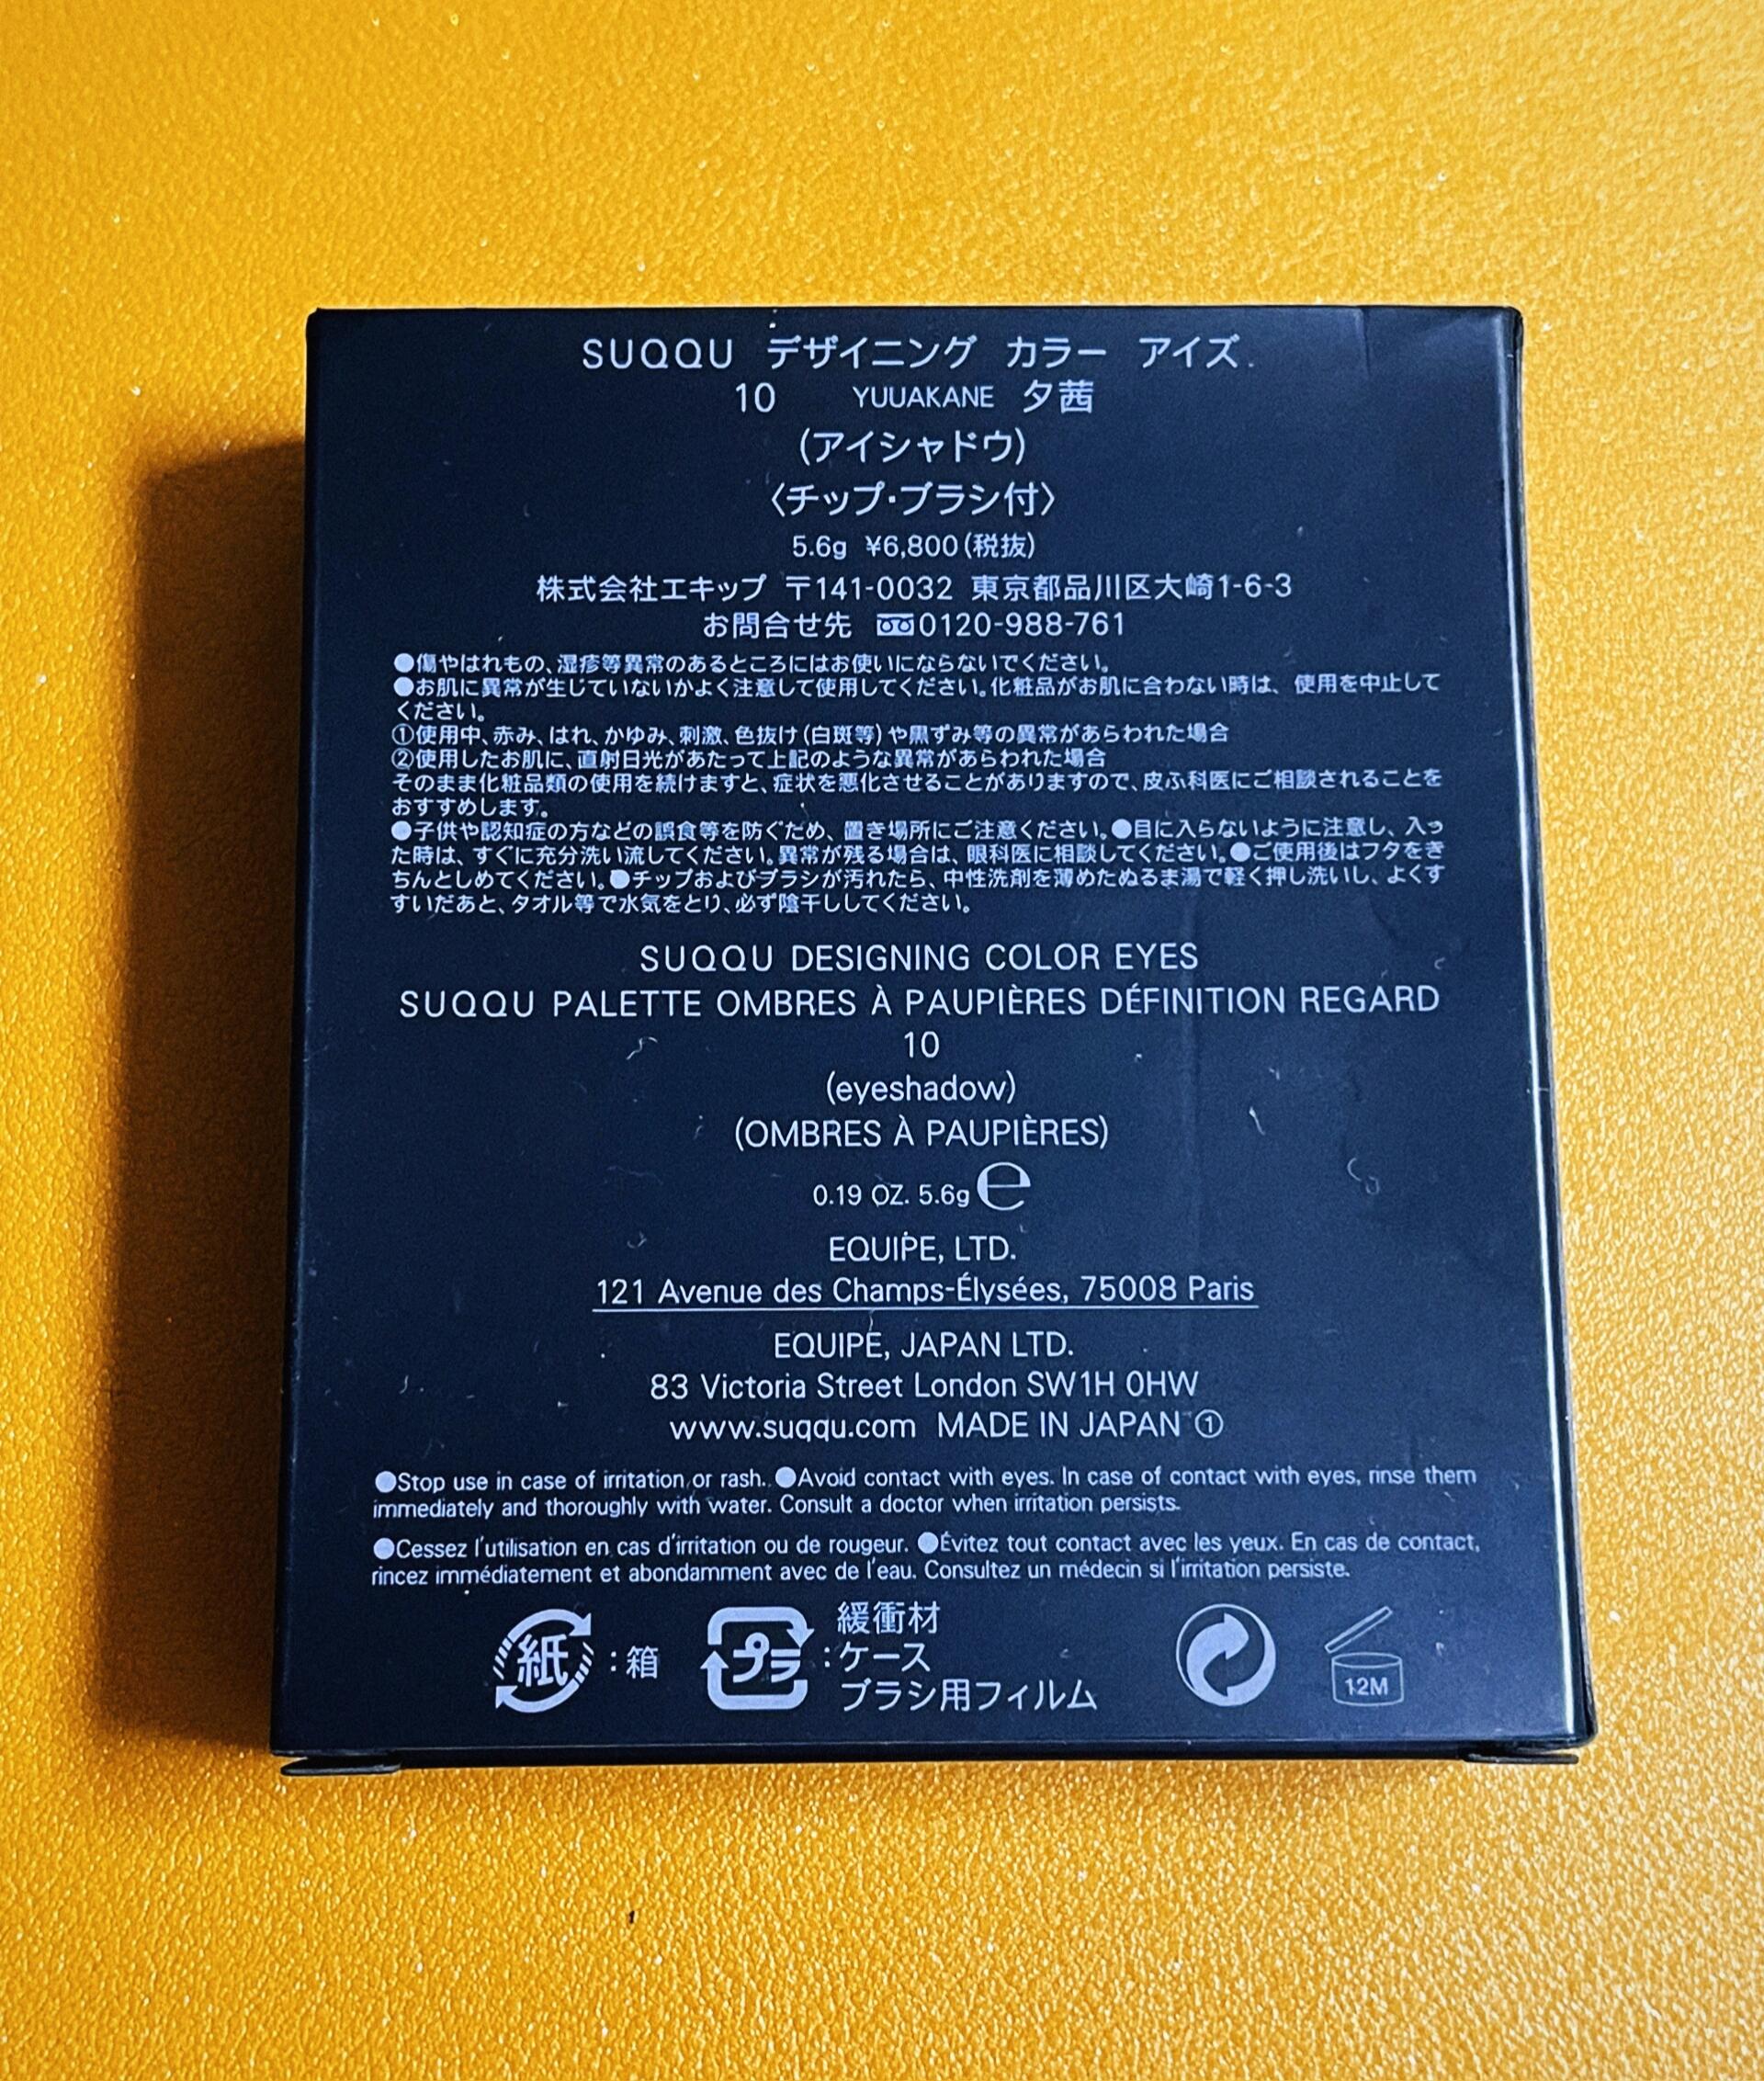 SUQQU デザイニング カラー アイズ
10 YUUAKANE 夕茜
(アイシャドウ)
〈チップ・ブラシ付〉
5.6g ¥6,800(税抜)
株式会社エキップ 〒141-0032 東京都品川区大崎1-6-3
お問合せ先 0120-988-761
●傷やはれもの、湿疹等異常のあるところにはお使いにならないでください。
●お肌に異常が生じていないかよく注意して使用してください。化粧品がお肌に合わない時は、使用を中止して
ください。
①使用中、赤み、はれ、かゆみ、刺激、色抜け(白斑等)や黒ずみ等の異常があらわれた場合
②使用したお肌に、直射日光があたって上記のような異常があらわれた場合
そのまま化粧品類の使用を続けますと、症状を悪化させることがありますので、皮ふ科医にご相談されることを
おすすめします。
●子供や認知症の方などの誤食等を防ぐため、置き場所にご注意ください。●目に入らないように注意し、入っ
た時は、すぐに充分洗い流してください。異常が残る場合は、眼科医に相談してください。●ご使用後はフタをき
ちんとしめてください。●チップおよびブラシが汚れたら、中性洗剤を薄めたぬるま湯で軽く押し洗いし、よくす
すいだあと、タオル等で水気をとり、必ず陰干ししてください。
SUQQU DESIGNING COLOR EYES
SUQQU PALETTE OMBRES À PAUPIÈRES DÉFINITION REGARD
10
(eyeshadow)
(OMBRES À PAUPIÈRES)
0.19 OZ. 5.6g ℮
EQUIPE, LTD.
121 Avenue des Champs-Élysées, 75008 Paris
EQUIPE, JAPAN LTD.
83 Victoria Street London SW1H 0HW
www.suqqu.com MADE IN JAPAN ①
●Stop use in case of irritation or rash. ●Avoid contact with eyes. In case of contact with eyes, rinse them
immediately and thoroughly with water. Consult a doctor when irritation persists.
●Cessez l'utilisation en cas d'irritation ou de rougeur. ●Évitez tout contact avec les yeux. En cas de contact,
rincez immédiatement et abondamment avec de l'eau. Consultez un médecin si l'irritation persiste.
紙:箱
プラ:緩衝材
ケース
ブラシ用フィルム
12M